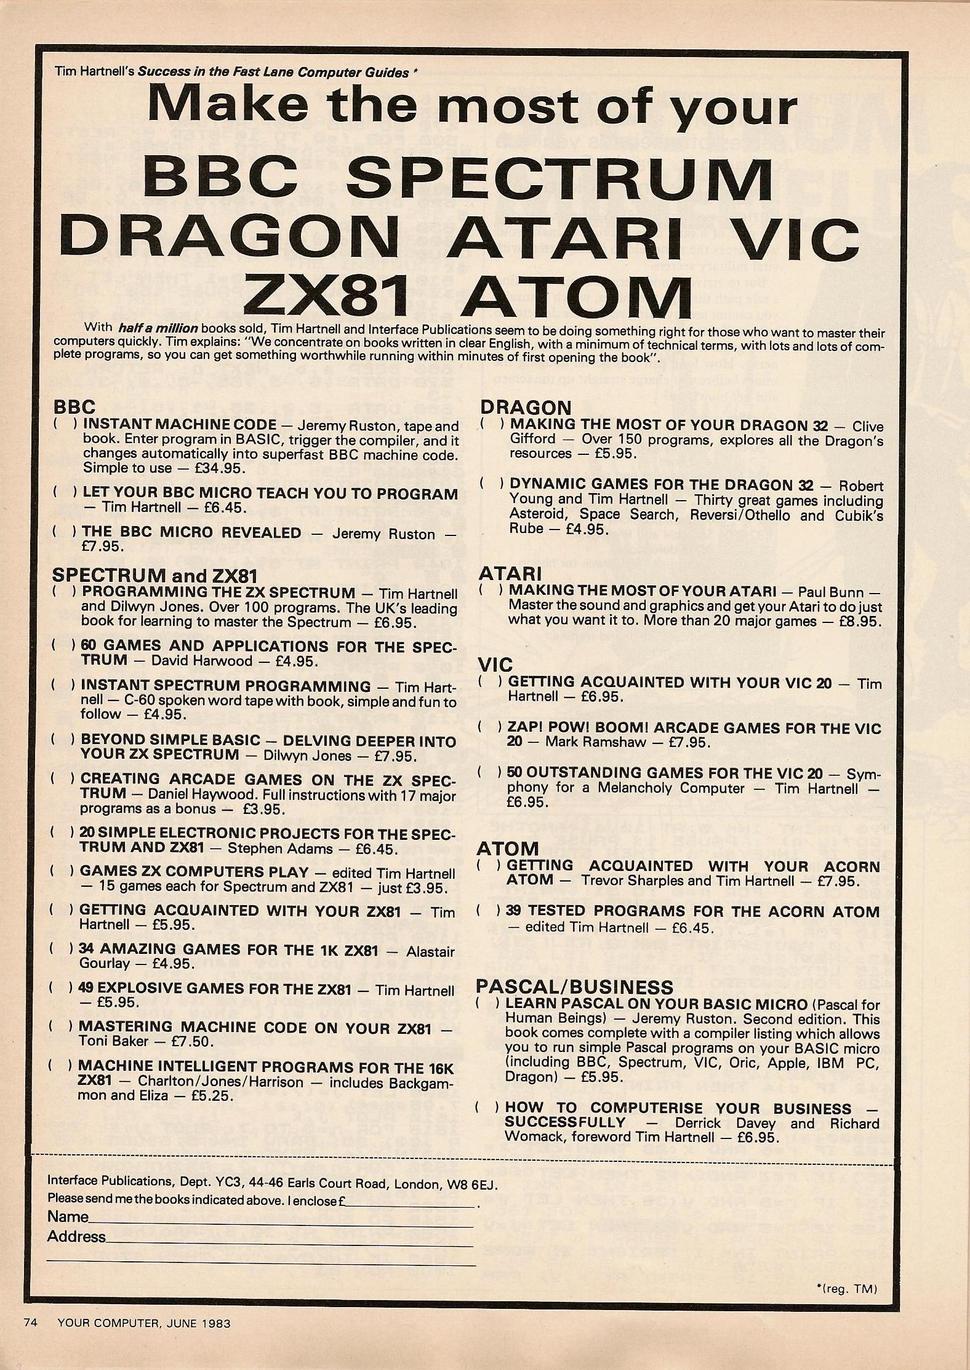 Tim Hartnell's Success in the Fast Lane Computer Guides *
Make the most of your
BBC SPECTRUM
DRAGON ATARI VIC
ZX81 ATOM
With half a million books sold, Tim Hartnell and Interface Publications seem to be doing something right for those who want to master their
computers quickly. Tim explains: "We concentrate on books written in clear English, with a minimum of technical terms, with lots and lots of com-
plete programs, so you can get something worthwhile running within minutes of first opening the book".
BBC
( ) INSTANT MACHINE CODE — Jeremy Ruston, tape and
book. Enter program in BASIC, trigger the compiler, and it
changes automatically into superfast BBC machine code.
Simple to use — £34.95.
( ) LET YOUR BBC MICRO TEACH YOU TO PROGRAM
— Tim Hartnell — £6.45.
( ) THE BBC MICRO REVEALED — Jeremy Ruston —
£7.95.
SPECTRUM and ZX81
( ) PROGRAMMING THE ZX SPECTRUM — Tim Hartnell
and Dilwyn Jones. Over 100 programs. The UK's leading
book for learning to master the Spectrum — £6.95.
( ) 60 GAMES AND APPLICATIONS FOR THE SPEC-
TRUM — David Harwood — £4.95.
( ) INSTANT SPECTRUM PROGRAMMING — Tim Hart-
nell — C-60 spoken word tape with book, simple and fun to
follow — £4.95.
( ) BEYOND SIMPLE BASIC — DELVING DEEPER INTO
YOUR ZX SPECTRUM — Dilwyn Jones — £7.95.
( ) CREATING ARCADE GAMES ON THE ZX SPEC-
TRUM — Daniel Haywood. Full instructions with 17 major
programs as a bonus — £3.95.
( ) 20 SIMPLE ELECTRONIC PROJECTS FOR THE SPEC-
TRUM AND ZX81 — Stephen Adams — £6.45.
( ) GAMES ZX COMPUTERS PLAY — edited Tim Hartnell
— 15 games each for Spectrum and ZX81 — just £3.95.
( ) GETTING ACQUAINTED WITH YOUR ZX81 — Tim
Hartnell — £5.95.
( ) 34 AMAZING GAMES FOR THE 1K ZX81 — Alastair
Gourlay — £4.95.
( ) 49 EXPLOSIVE GAMES FOR THE ZX81 — Tim Hartnell
— £5.95.
( ) MASTERING MACHINE CODE ON YOUR ZX81 —
Toni Baker — £7.50.
( ) MACHINE INTELLIGENT PROGRAMS FOR THE 16K
ZX81 — Charlton/Jones/Harrison — includes Backgam-
mon and Eliza — £5.25.
DRAGON
( ) MAKING THE MOST OF YOUR DRAGON 32 — Clive
Gifford — Over 150 programs, explores all the Dragon's
resources — £5.95.
( ) DYNAMIC GAMES FOR THE DRAGON 32 — Robert
Young and Tim Hartnell — Thirty great games including
Asteroid, Space Search, Reversi/Othello and Cubik's
Rube — £4.95.
ATARI
( ) MAKING THE MOST OF YOUR ATARI — Paul Bunn —
Master the sound and graphics and get your Atari to do just
what you want it to. More than 20 major games — £8.95.
VIC
( ) GETTING ACQUAINTED WITH YOUR VIC 20 — Tim
Hartnell — £6.95.
( ) ZAP! POW! BOOM! ARCADE GAMES FOR THE VIC
20 — Mark Ramshaw — £7.95.
( ) 50 OUTSTANDING GAMES FOR THE VIC 20 — Sym-
phony for a Melancholy Computer — Tim Hartnell —
£6.95.
ATOM
( ) GETTING ACQUAINTED WITH YOUR ACORN
ATOM — Trevor Sharples and Tim Hartnell — £7.95.
( ) 39 TESTED PROGRAMS FOR THE ACORN ATOM
— edited Tim Hartnell — £6.45.
PASCAL/BUSINESS
( ) LEARN PASCAL ON YOUR BASIC MICRO (Pascal for
Human Beings) — Jeremy Ruston. Second edition. This
book comes complete with a compiler listing which allows
you to run simple Pascal programs on your BASIC micro
(including BBC, Spectrum, VIC, Oric, Apple, IBM PC,
Dragon) — £5.95.
( ) HOW TO COMPUTERISE YOUR BUSINESS —
SUCCESSFULLY — Derrick Davey and Richard
Womack, foreword Tim Hartnell — £6.95.
Interface Publications, Dept. YC3, 44-46 Earls Court Road, London, W8 6EJ.
Please send me the books indicated above. I enclose £ .
Name
Address
*(reg. TM)
74 YOUR COMPUTER, JUNE 1983